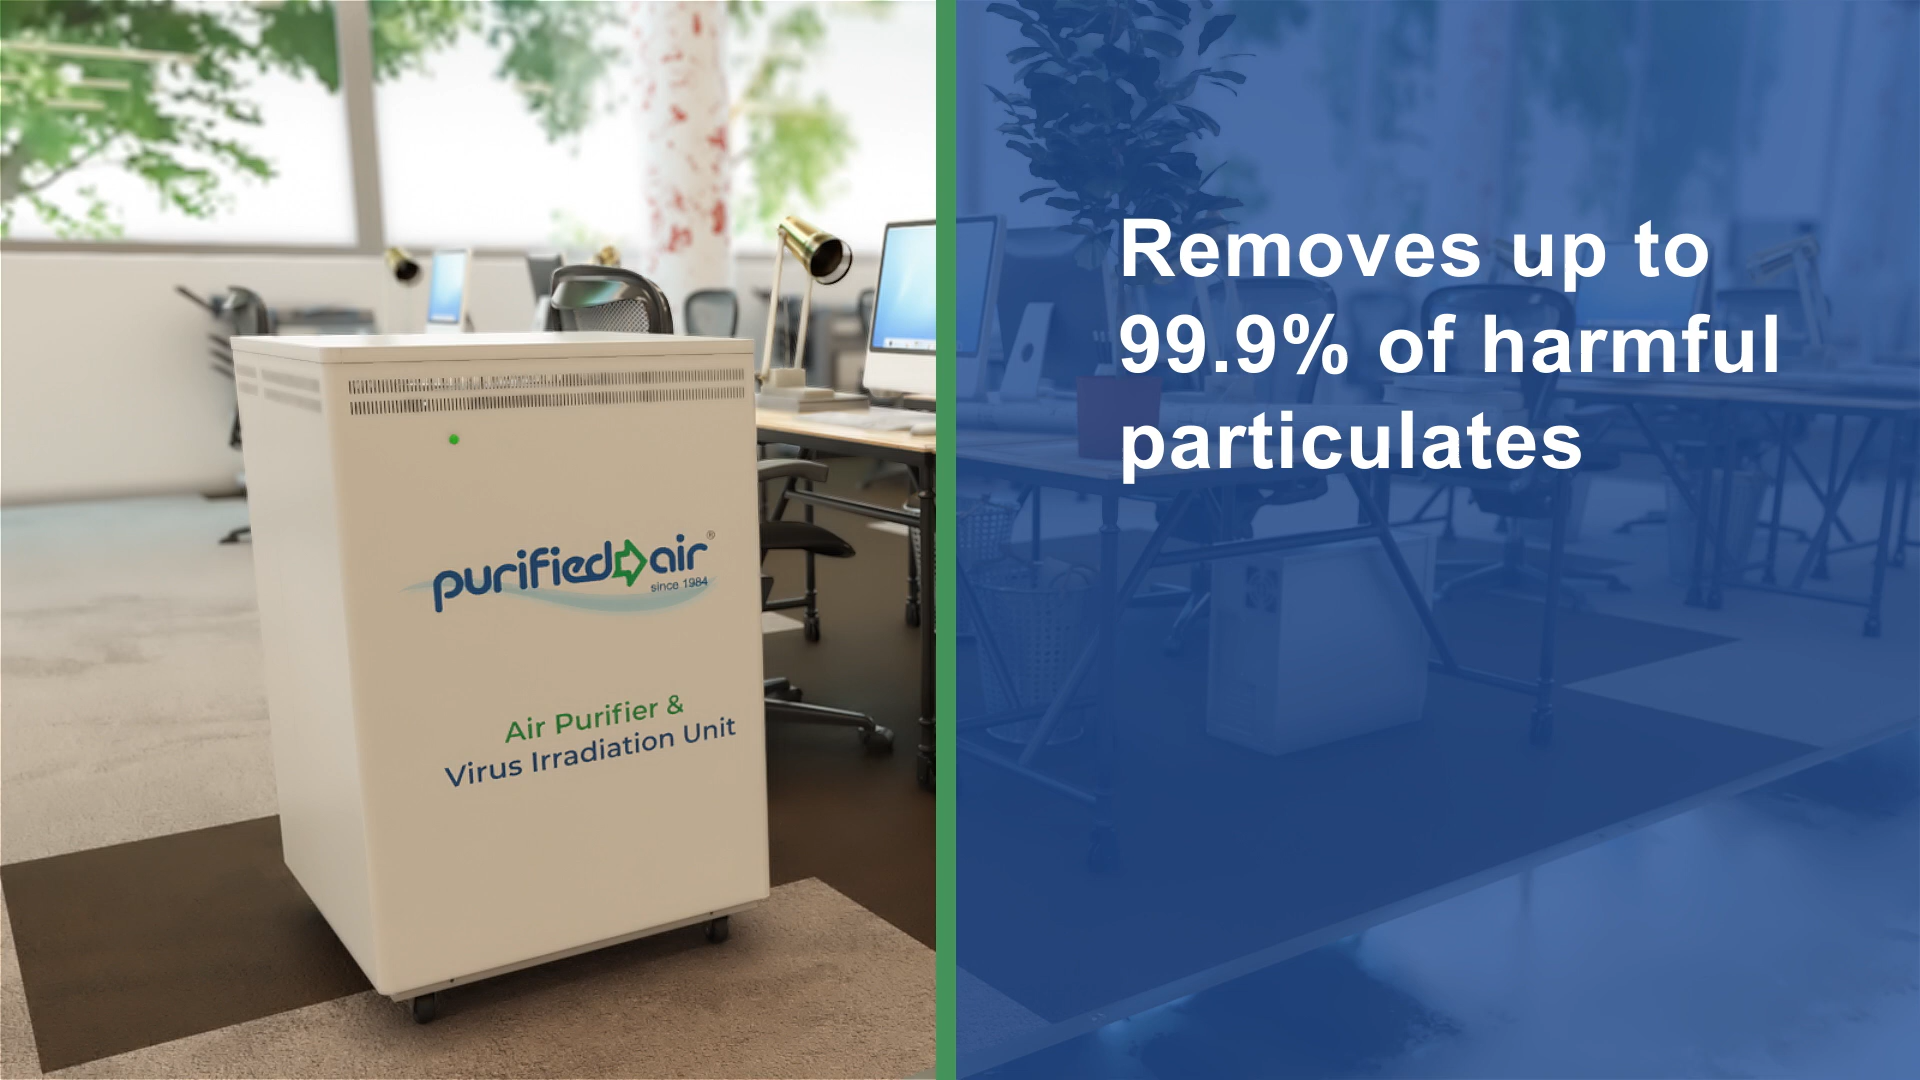 purified air®
since 1984
Air Purifier &
Virus Irradiation Unit
Removes up to
99.9% of harmful
particulates